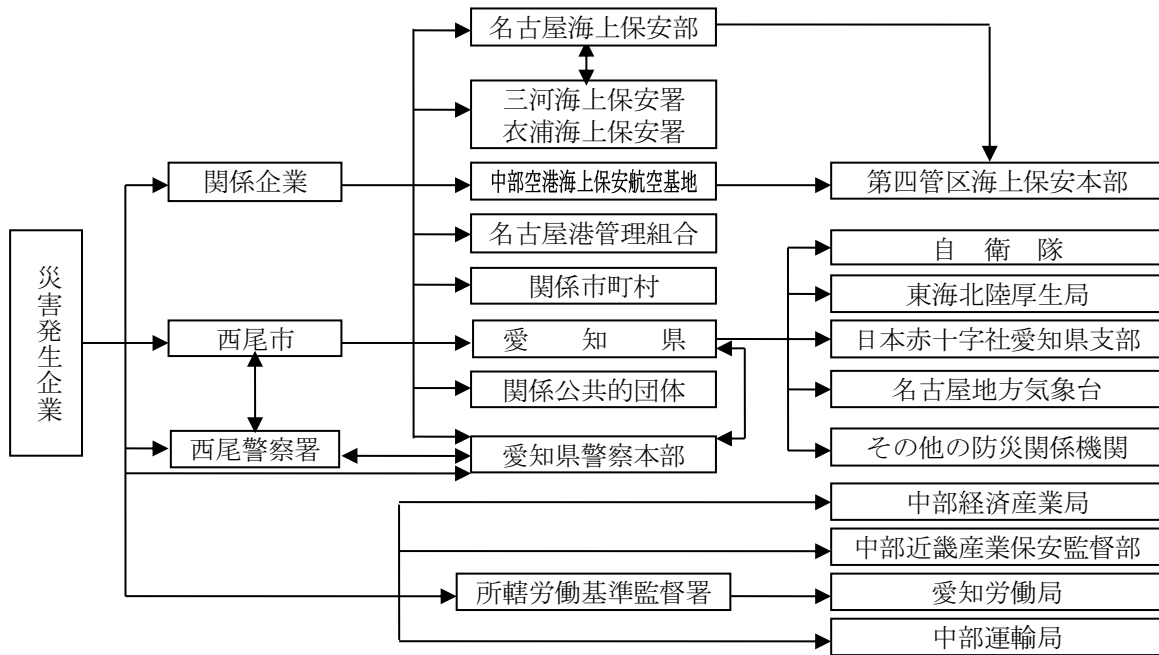 災害発生企業
関係企業
西尾市
西尾警察署
名古屋海上保安部
三河海上保安署
衣浦海上保安署
中部空港海上保安航空基地
名古屋港管理組合
関係市町村
愛　知　県
関係公共的団体
愛知県警察本部
所轄労働基準監督署
第四管区海上保安本部
自　衛　隊
東海北陸厚生局
日本赤十字社愛知県支部
名古屋地方気象台
その他の防災関係機関
中部経済産業局
中部近畿産業保安監督部
愛知労働局
中部運輸局